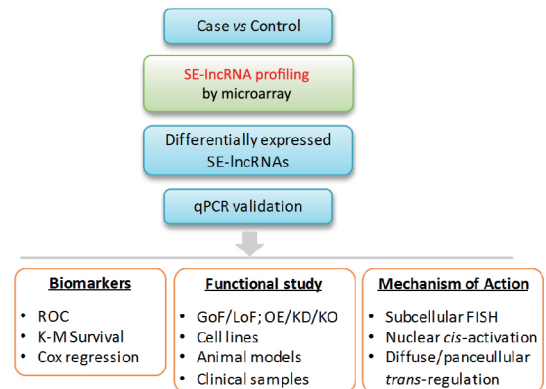 Case vs Control
SE-lncRNA profiling
by microarray
Differentially expressed
SE-lncRNAs
qPCR validation
Biomarkers
• ROC
• K-M Survival
• Cox regression
Functional study
• GoF/LoF; OE/KD/KO
• Cell lines
• Animal models
• Clinical samples
Mechanism of Action
• Subcellular FISH
• Nuclear cis-activation
• Diffuse/panceullular
trans-regulation